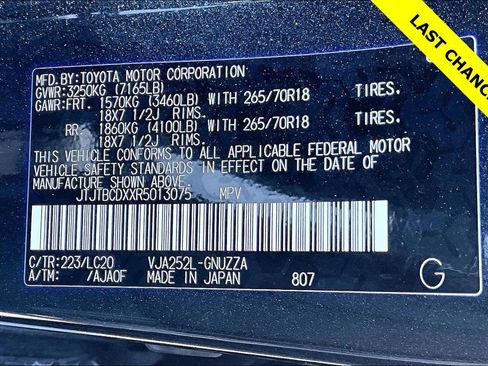 LAST CHANC
MFD.BY:TOYOTA MOTOR CORPORATION
GVWR:3250KG (7165LB)
GAWR:FRT. 1570KG (3460LB) WITH 265/70R18 TIRES.
18X7 1/2J RIMS.
RR. 1860KG (4100LB) WITH 265/70R18 TIRES.
18X7 1/2J RIMS.
THIS VEHICLE CONFORMS TO ALL APPLICABLE FEDERAL MOTOR
VEHICLE SAFETY STANDARDS IN EFFECT ON THE DATE OF
MANUFACTURE SHOWN ABOVE.
JTJTBCDXXR5013075 MPV
C/TR:223/LC20 VJA252L-GNUZZA
A/TM: /AJA0F MADE IN JAPAN 807 G